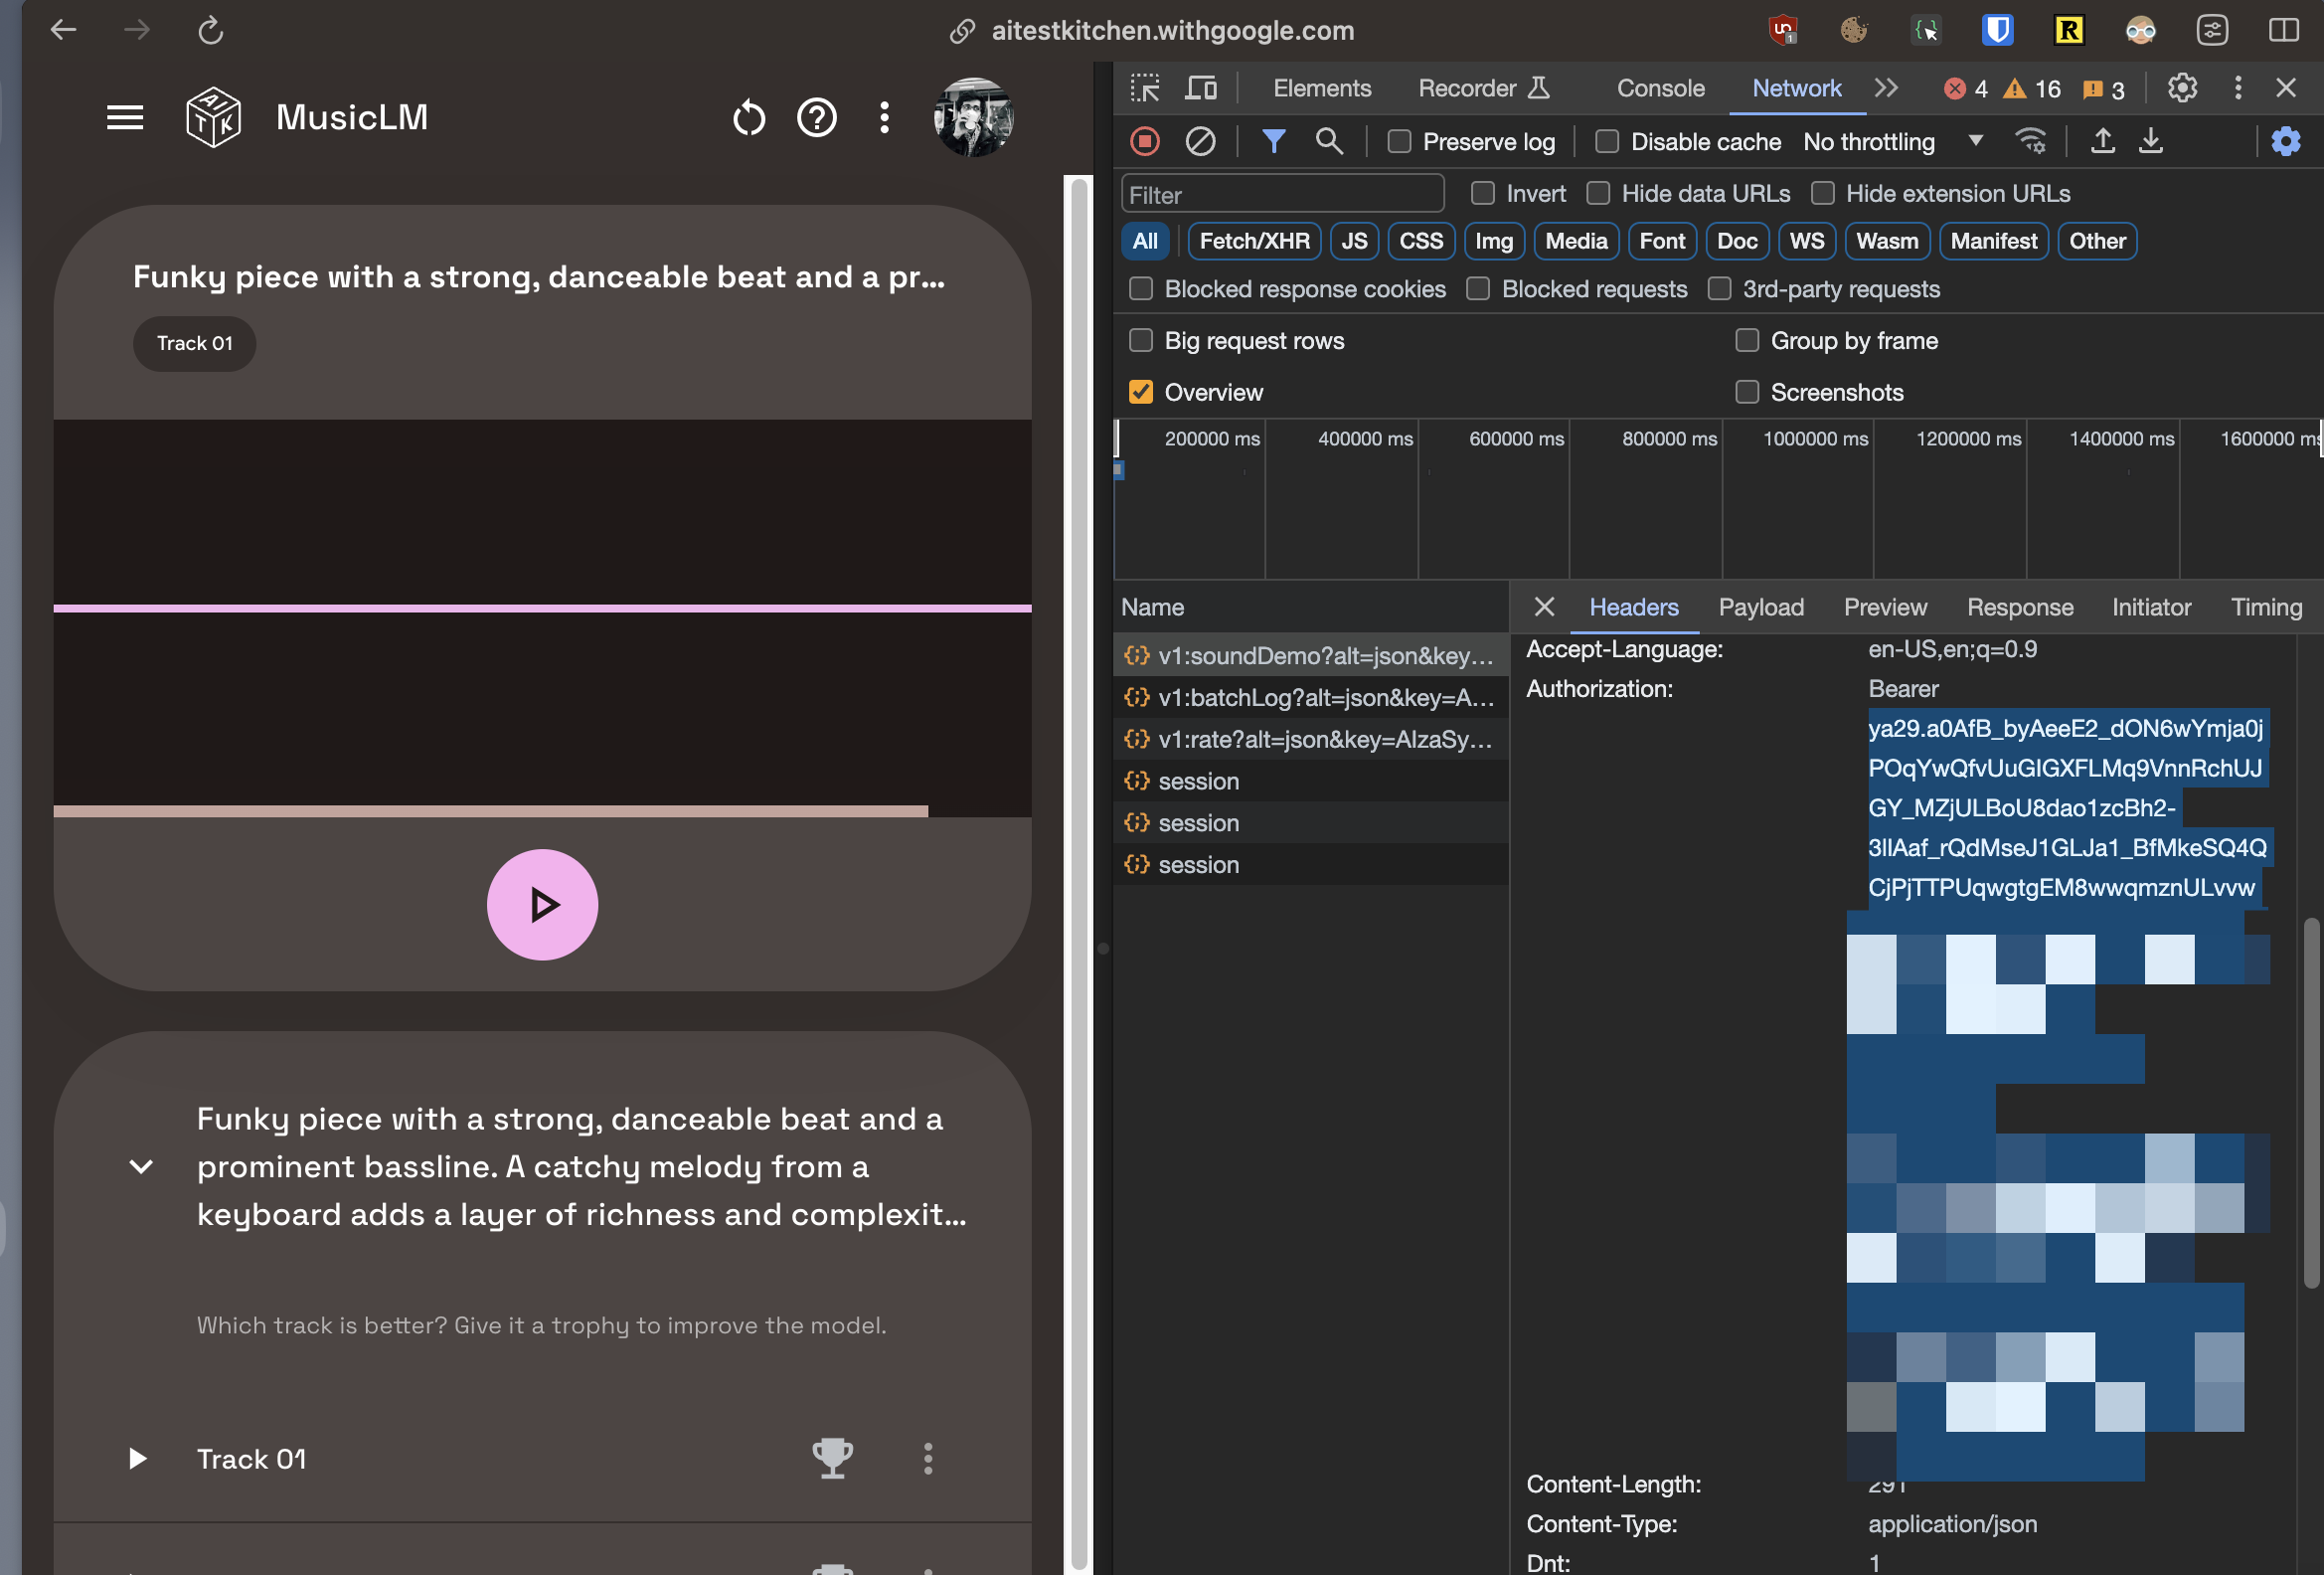 aitestkitchen.withgoogle.com
MusicLM
Funky piece with a strong, danceable beat and a pr...
Track 01
Funky piece with a strong, danceable beat and a
prominent bassline. A catchy melody from a
keyboard adds a layer of richness and complexit...
Which track is better? Give it a trophy to improve the model.
Track 01
Elements Recorder Console Network 4 16 3
Preserve log Disable cache No throttling
Filter Invert Hide data URLs Hide extension URLs
All Fetch/XHR JS CSS Img Media Font Doc WS Wasm Manifest Other
Blocked response cookies Blocked requests 3rd-party requests
Big request rows Group by frame
Overview Screenshots
200000 ms 400000 ms 600000 ms 800000 ms 1000000 ms 1200000 ms 1400000 ms 1600000 ms
Name
v1:soundDemo?alt=json&key...
v1:batchLog?alt=json&key=A...
v1:rate?alt=json&key=AIzaSy...
session
session
session
Headers Payload Preview Response Initiator Timing
Accept-Language: en-US,en;q=0.9
Authorization: Bearer
ya29.a0AfB_byAeeE2_dON6wYmja0j
POqYwQfvUuGIGXFLMq9VnnRchUJ
GY_MZjULBoU8dao1zcBh2-
3llAaf_rQdMseJ1GLJa1_BfMkeSQ4Q
CjPjTTPUqwgtgEM8wwqmznULvvw
Content-Length: 291
Content-Type: application/json
Dnt: 1